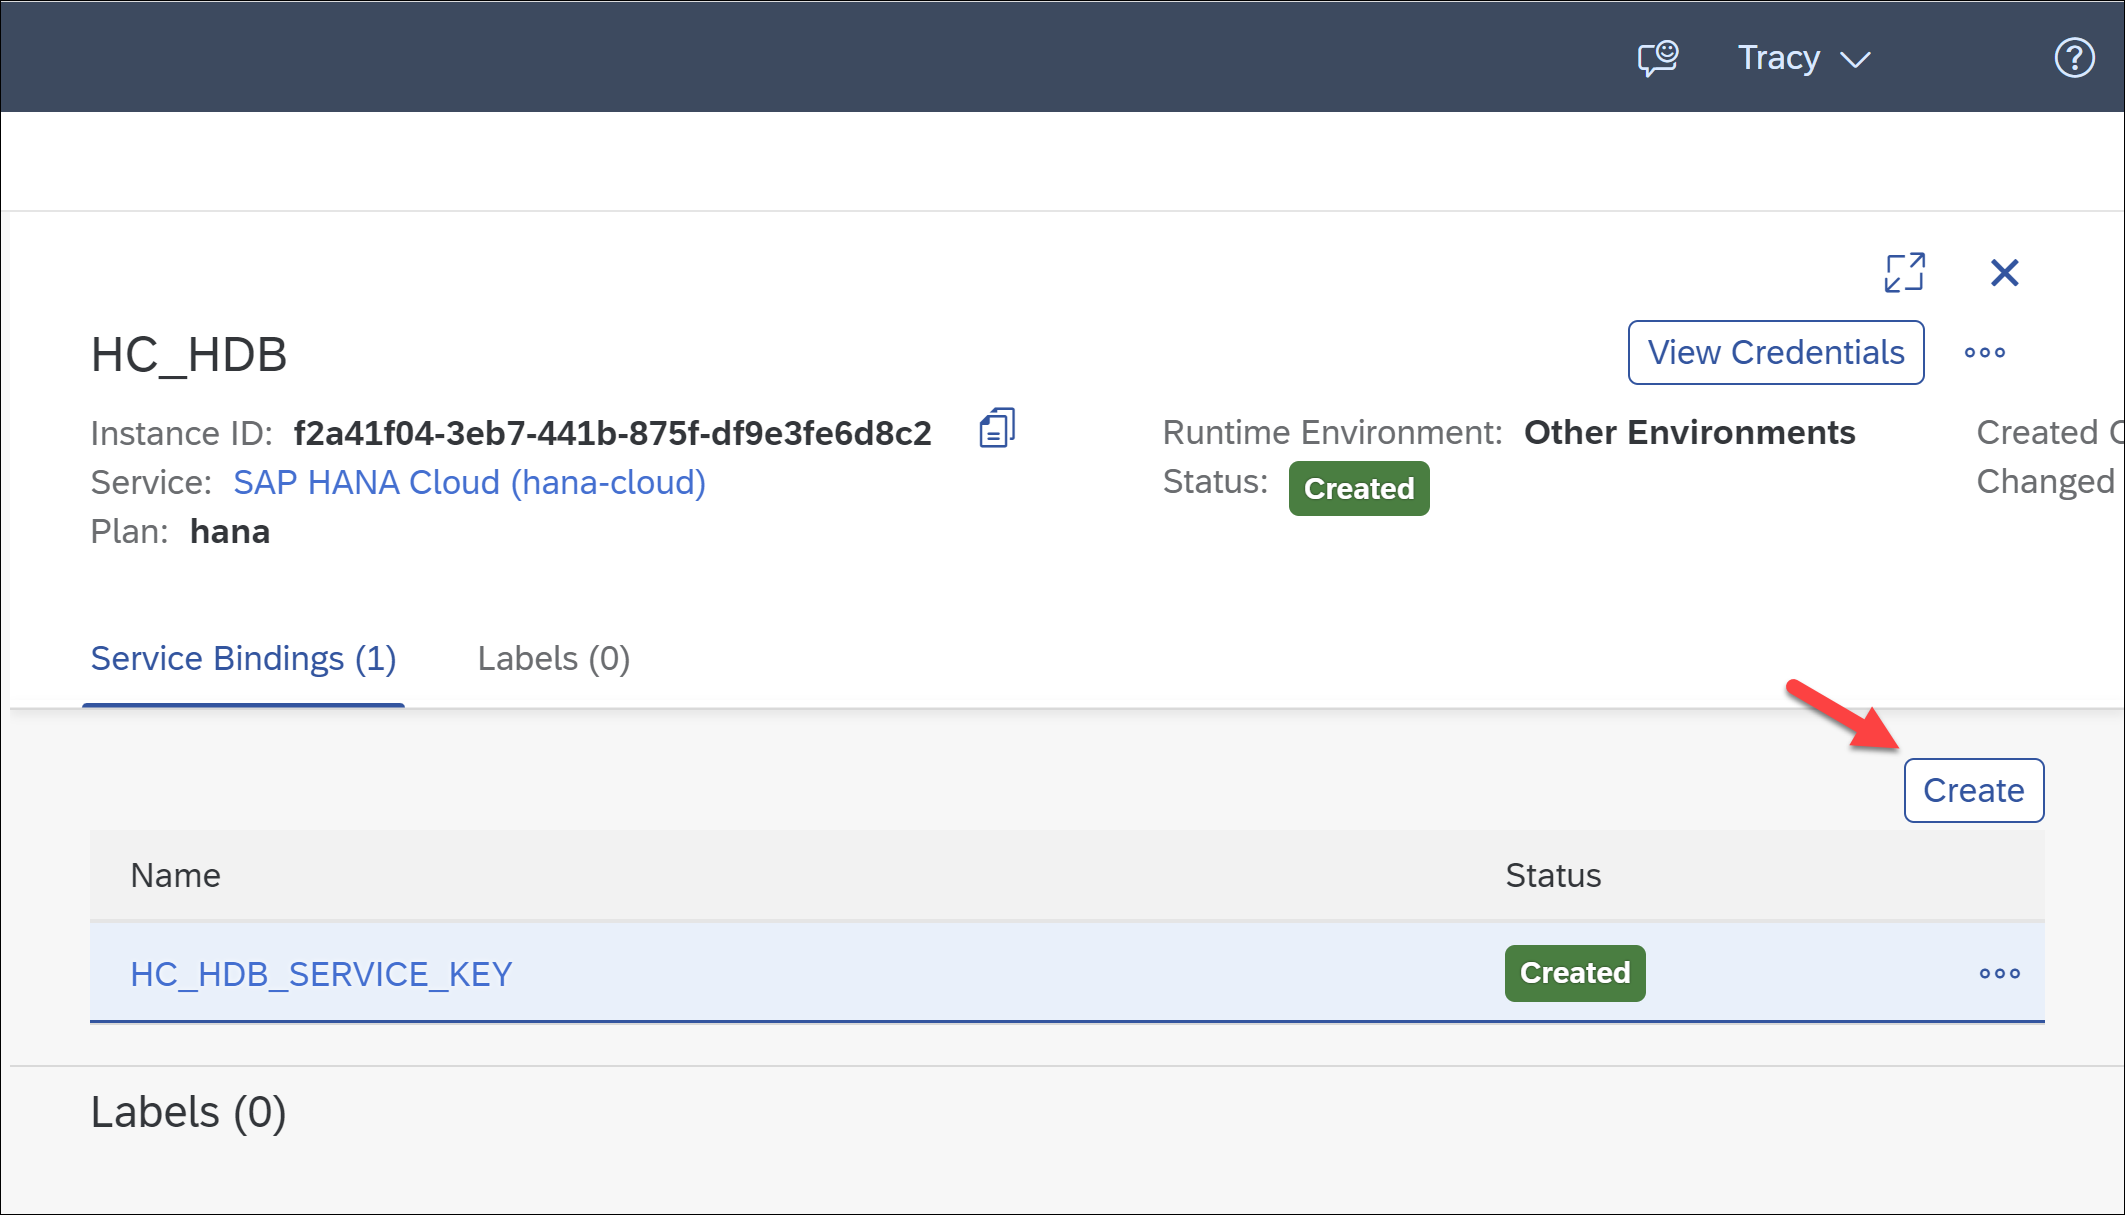 Tracy
HC_HDB
View Credentials
Instance ID: f2a41f04-3eb7-441b-875f-df9e3fe6d8c2
Service: SAP HANA Cloud (hana-cloud)
Plan: hana
Runtime Environment: Other Environments
Status: Created
Created
Changed
Service Bindings (1)
Labels (0)
Create
Name Status
HC_HDB_SERVICE_KEY Created
Labels (0)